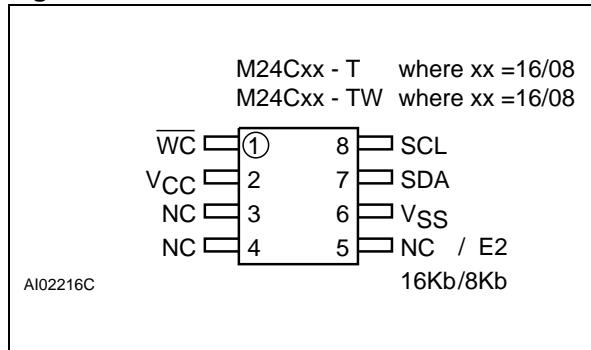 M24Cxx - T where xx =16/08
M24Cxx - TW where xx =16/08
WC 1 8 SCL
VCC 2 7 SDA
NC 3 6 VSS
NC 4 5 NC / E2
AI02216C 16Kb/8Kb